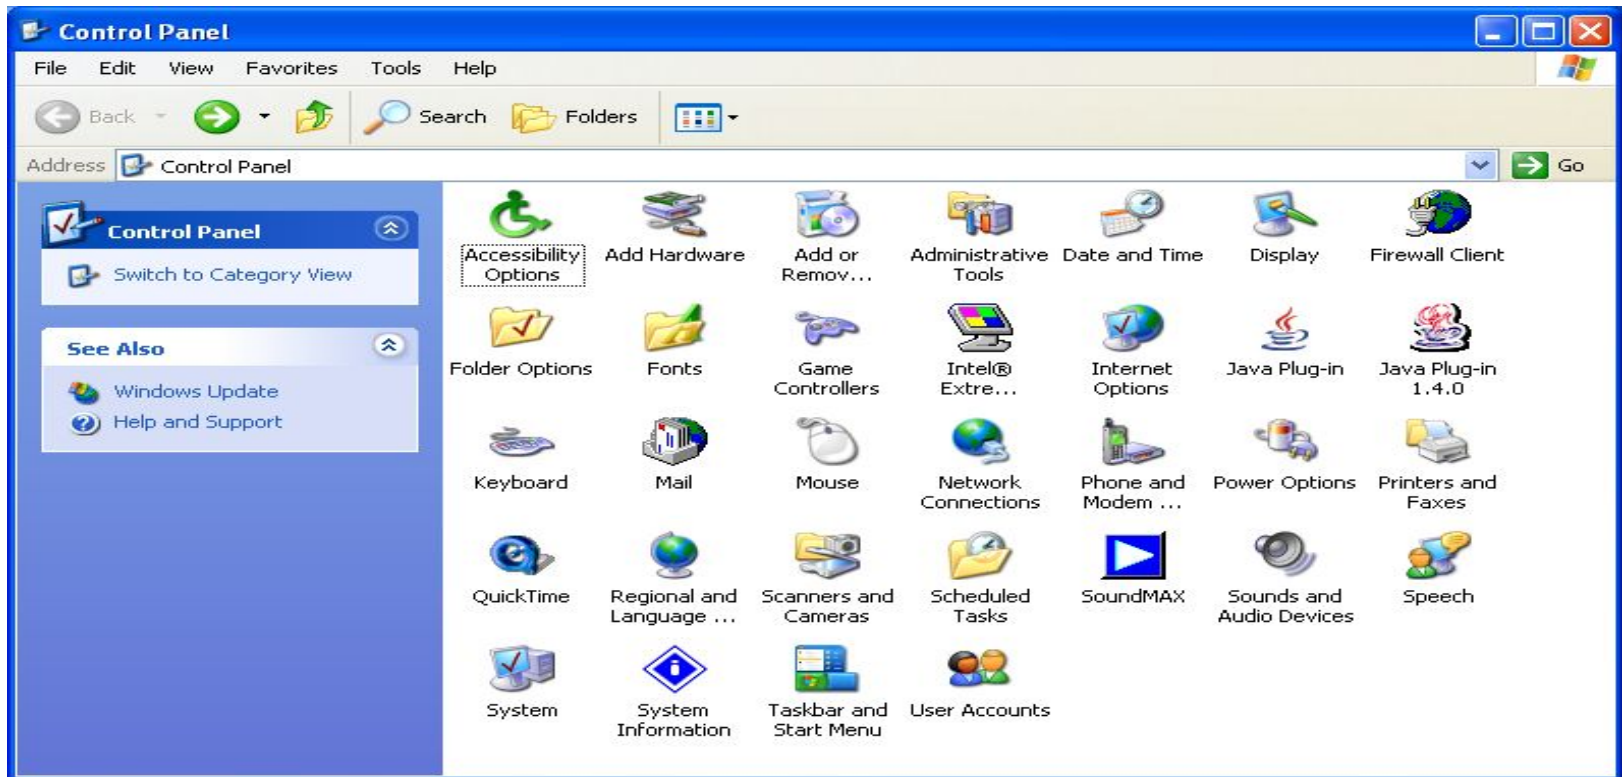 Control Panel
File Edit View Favorites Tools Help
Back Search Folders
Address Control Panel Go
Control Panel
Switch to Category View
See Also
Windows Update
Help and Support
Accessibility Options
Add Hardware
Add or Remov...
Administrative Tools
Date and Time
Display
Firewall Client
Folder Options
Fonts
Game Controllers
Intel® Extre...
Internet Options
Java Plug-in
Java Plug-in 1.4.0
Keyboard
Mail
Mouse
Network Connections
Phone and Modem ...
Power Options
Printers and Faxes
QuickTime
Regional and Language ...
Scanners and Cameras
Scheduled Tasks
SoundMAX
Sounds and Audio Devices
Speech
System
System Information
Taskbar and Start Menu
User Accounts